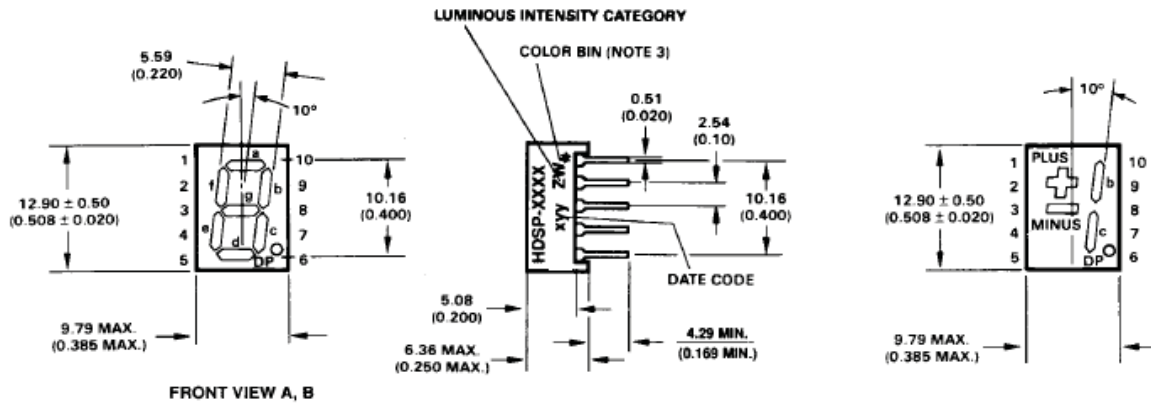 LUMINOUS INTENSITY CATEGORY
COLOR BIN (NOTE 3)
5.59
(0.220)
10°
12.90 ± 0.50
(0.508 ± 0.020)
1
2
3
4
5
a
f
b
g
e
c
d
DP
10
9
8
7
6
10.16
(0.400)
9.79 MAX.
(0.385 MAX.)
FRONT VIEW A, B
0.51
(0.020)
2.54
(0.10)
HDSP-XXXX
xyy ZW*
10.16
(0.400)
DATE CODE
5.08
(0.200)
6.36 MAX.
(0.250 MAX.)
4.29 MIN.
(0.169 MIN.)
10°
12.90 ± 0.50
(0.508 ± 0.020)
1
2
3
4
5
PLUS
MINUS
b
c
DP
10
9
8
7
6
9.79 MAX.
(0.385 MAX.)